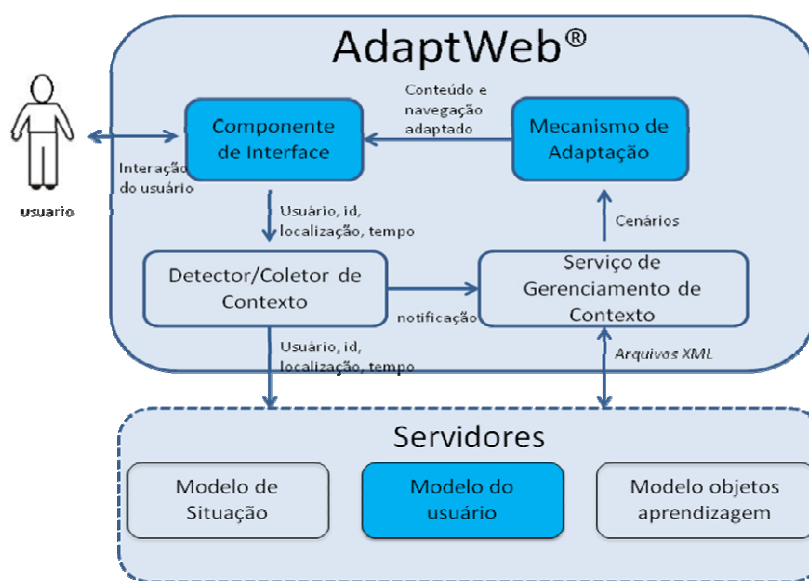 AdaptWeb®
Conteúdo e
navegação
adaptado
Componente
de Interface
Mecanismo de
Adaptação
Interação
do usuário
usuario
Usuário, id,
localização, tempo
Cenários
Detector/Coletor de
Contexto
notificação
Serviço de
Gerenciamento de
Contexto
Usuário, id,
localização, tempo
Arquivos XML
Servidores
Modelo de
Situação
Modelo do
usuário
Modelo objetos
aprendizagem